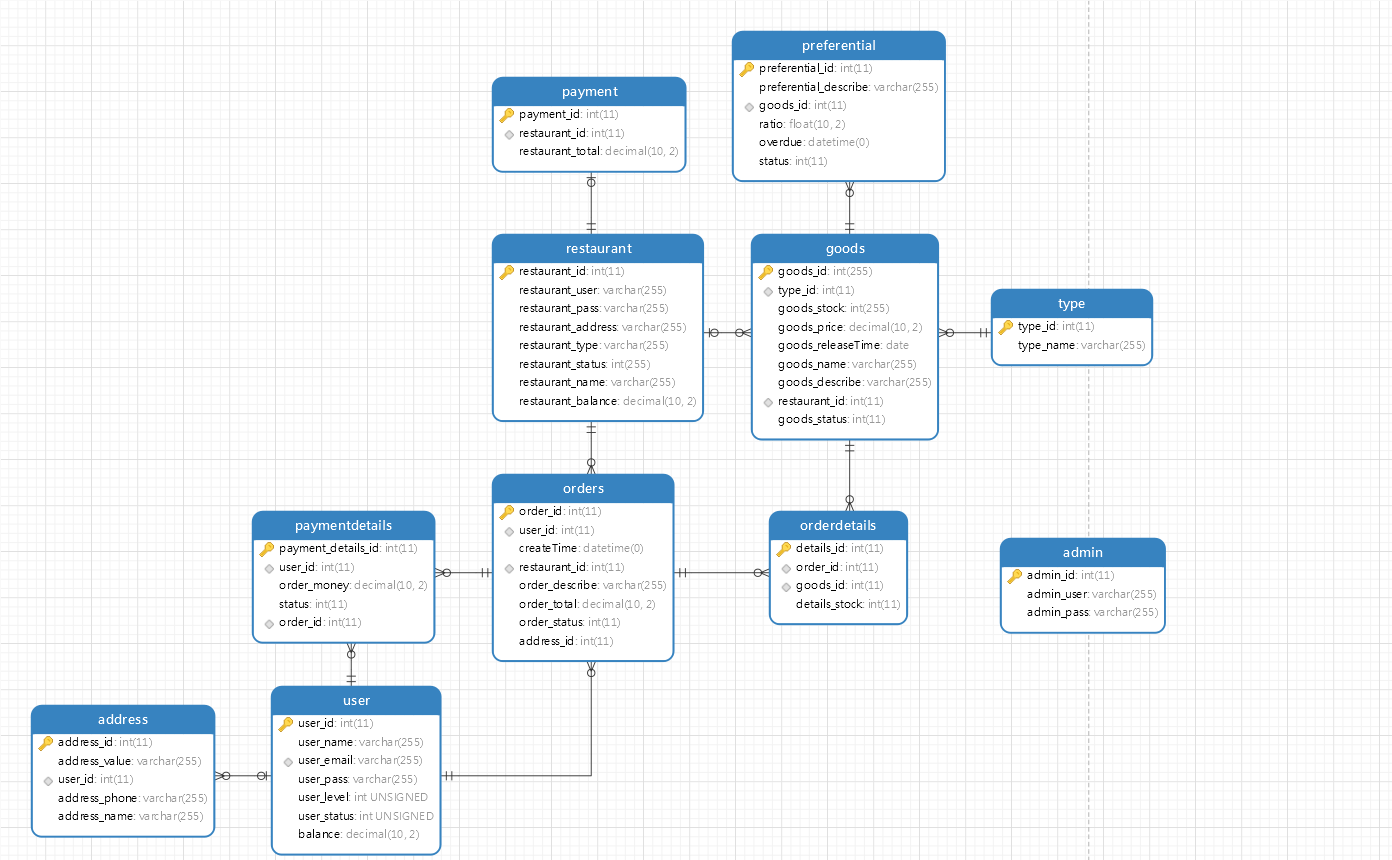 preferential
preferential_id: int(11)
preferential_describe: varchar(255)
goods_id: int(11)
ratio: float(10, 2)
overdue: datetime(0)
status: int(11)
payment
payment_id: int(11)
restaurant_id: int(11)
restaurant_total: decimal(10, 2)
restaurant
restaurant_id: int(11)
restaurant_user: varchar(255)
restaurant_pass: varchar(255)
restaurant_address: varchar(255)
restaurant_type: varchar(255)
restaurant_status: int(255)
restaurant_name: varchar(255)
restaurant_balance: decimal(10, 2)
goods
goods_id: int(255)
type_id: int(11)
goods_stock: int(255)
goods_price: decimal(10, 2)
goods_releaseTime: date
goods_name: varchar(255)
goods_describe: varchar(255)
restaurant_id: int(11)
goods_status: int(11)
type
type_id: int(11)
type_name: varchar(255)
orders
order_id: int(11)
user_id: int(11)
createTime: datetime(0)
restaurant_id: int(11)
order_describe: varchar(255)
order_total: decimal(10, 2)
order_status: int(11)
address_id: int(11)
paymentdetails
payment_details_id: int(11)
user_id: int(11)
order_money: decimal(10, 2)
status: int(11)
order_id: int(11)
orderdetails
details_id: int(11)
order_id: int(11)
goods_id: int(11)
details_stock: int(11)
admin
admin_id: int(11)
admin_user: varchar(255)
admin_pass: varchar(255)
user
user_id: int(11)
user_name: varchar(255)
user_email: varchar(255)
user_pass: varchar(255)
user_level: int UNSIGNED
user_status: int UNSIGNED
balance: decimal(10, 2)
address
address_id: int(11)
address_value: varchar(255)
user_id: int(11)
address_phone: varchar(255)
address_name: varchar(255)